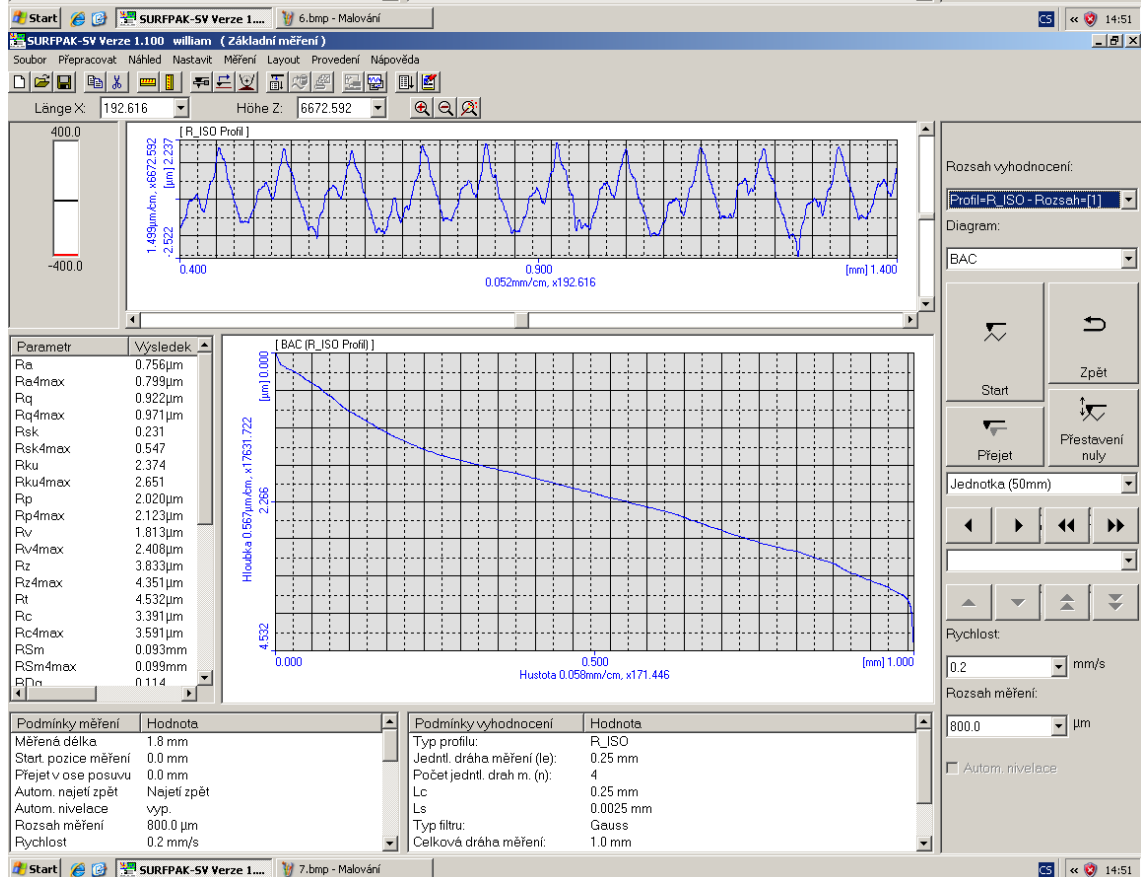 Start SURFPAK-SV Verze 1.... 6.bmp - Malování CS « 14:51
SURFPAK-SV Verze 1.100 william ( Základní měření )
Soubor Přepracovat Náhled Nastavit Měření Layout Provedení Nápověda
Länge X: 192.616 Höhe Z: 6672.592
400.0
-400.0
[ R_ISO Profil ]
1.499µm/cm, x6672.592
-2.522 [µm] 2.237
0.400 0.900 [mm] 1.400
0.052mm/cm, x192.616
Rozsah vyhodnocení:
Profil=R_ISO - Rozsah=[1]
Diagram:
BAC
Start
Zpět
Přejet
Přestavení nuly
Jednotka (50mm)
Rychlost:
0.2 mm/s
Rozsah měření:
800.0 µm
Autom. nivelace
Parametr Výsledek
Ra 0.756µm
Ra4max 0.799µm
Rq 0.922µm
Rq4max 0.971µm
Rsk 0.231
Rsk4max 0.547
Rku 2.374
Rku4max 2.651
Rp 2.020µm
Rp4max 2.123µm
Rv 1.813µm
Rv4max 2.408µm
Rz 3.833µm
Rz4max 4.351µm
Rt 4.532µm
Rc 3.391µm
Rc4max 3.591µm
RSm 0.093mm
RSm4max 0.099mm
RDq 0.114
[ BAC (R_ISO Profil) ]
Hloubka 0.567µm/cm, x17631.722
4.532 2.266 [µm] 0.000
0.000 0.500 [mm] 1.000
Hustota 0.058mm/cm, x171.446
Podmínky měření Hodnota
Měřená délka 1.8 mm
Start. pozice měření 0.0 mm
Přejet v ose posuvu 0.0 mm
Autom. najetí zpět Najetí zpět
Autom. nivelace vyp.
Rozsah měření 800.0 µm
Rychlost 0.2 mm/s
Podmínky vyhodnocení Hodnota
Typ profilu: R_ISO
Jedntl. dráha měření (le): 0.25 mm
Počet jedntl. drah m. (n): 4
Lc 0.25 mm
Ls 0.0025 mm
Typ filtru: Gauss
Celková dráha měření: 1.0 mm
Start SURFPAK-SV Verze 1.... 7.bmp - Malování CS « 14:51